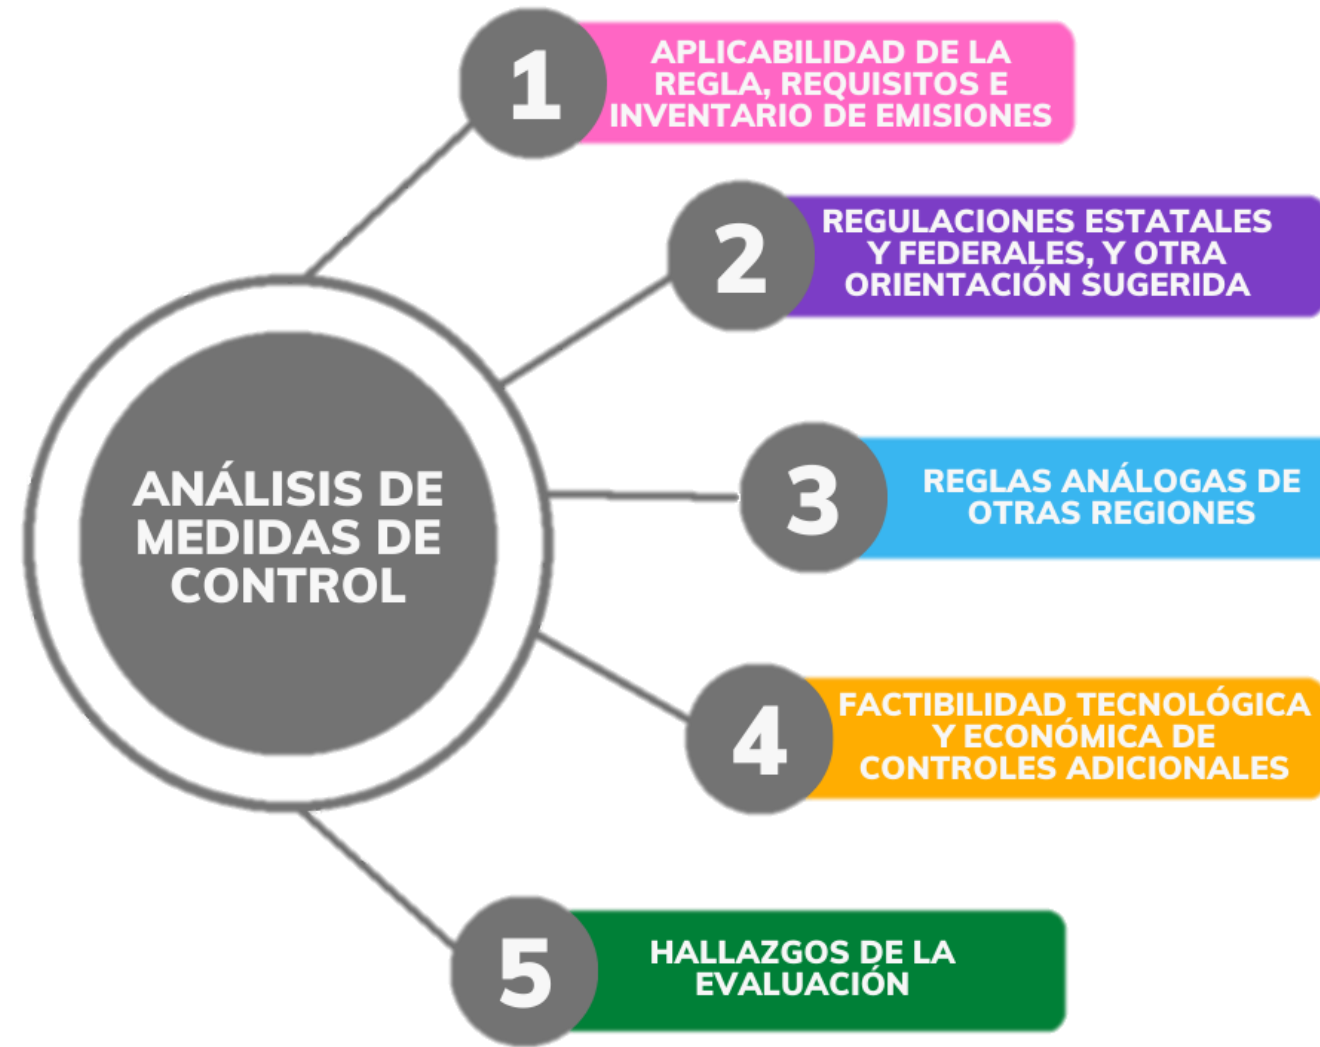 1
APLICABILIDAD DE LA
REGLA, REQUISITOS E
INVENTARIO DE EMISIONES
2
REGULACIONES ESTATALES
Y FEDERALES, Y OTRA
ORIENTACIÓN SUGERIDA
ANÁLISIS DE
MEDIDAS DE
CONTROL
3
REGLAS ANÁLOGAS DE
OTRAS REGIONES
4
FACTIBILIDAD TECNOLÓGICA
Y ECONÓMICA DE
CONTROLES ADICIONALES
5
HALLAZGOS DE LA
EVALUACIÓN